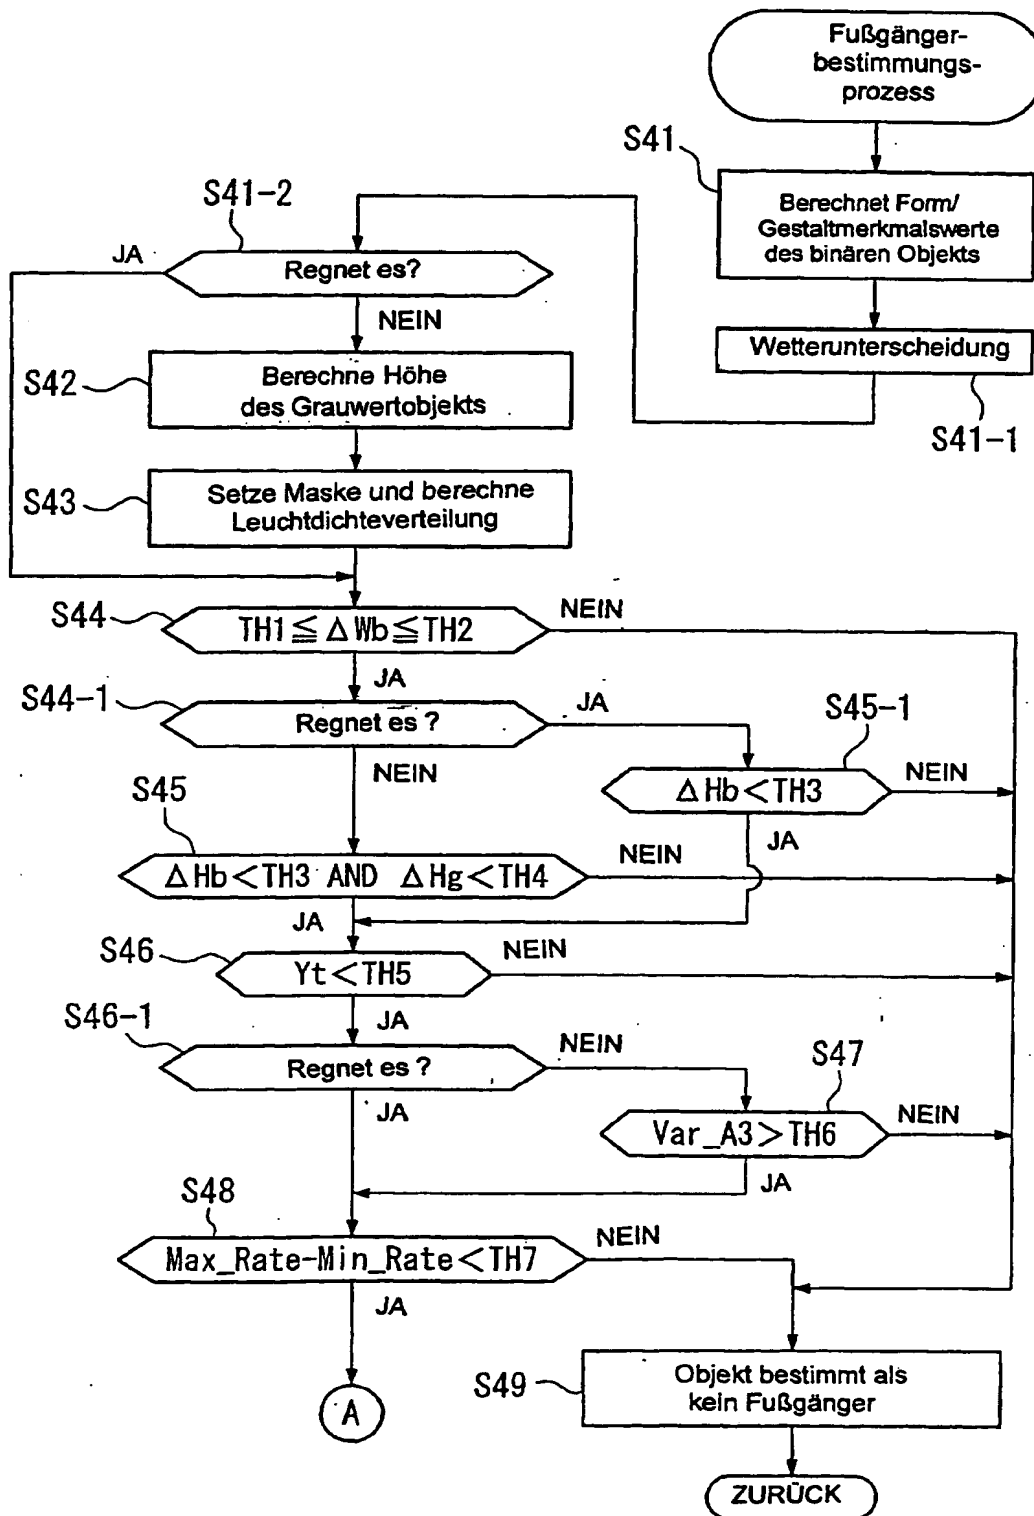 Fußgänger-
bestimmungs-
prozess
S41
Berechnet Form/
Gestaltmerkmalswerte
des binären Objekts
Wetterunterscheidung
S41-1
S41-2
JA
Regnet es?
NEIN
S42
Berechne Höhe
des Grauwertobjekts
S43
Setze Maske und berechne
Leuchtdichteverteilung
S44
TH1≦ΔWb≦TH2
NEIN
JA
S44-1
Regnet es ?
JA
NEIN
S45-1
ΔHb<TH3
NEIN
JA
S45
ΔHb<TH3 AND ΔHg<TH4
NEIN
JA
S46
Yt<TH5
NEIN
JA
S46-1
Regnet es ?
NEIN
JA
S47
Var_A3>TH6
NEIN
JA
S48
Max_Rate-Min_Rate<TH7
NEIN
JA
A
S49
Objekt bestimmt als
kein Fußgänger
ZURÜCK